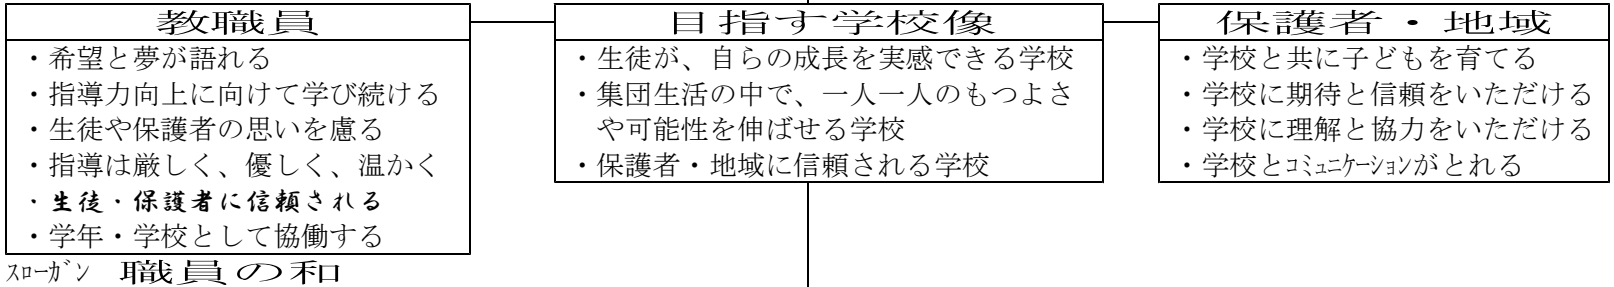 教職員
・希望と夢が語れる
・指導力向上に向けて学び続ける
・生徒や保護者の思いを慮る
・指導は厳しく、優しく、温かく
・生徒・保護者に信頼される
・学年・学校として協働する
スローガン 職員の和
目指す学校像
・生徒が、自らの成長を実感できる学校
・集団生活の中で、一人一人のもつよさ
や可能性を伸ばせる学校
・保護者・地域に信頼される学校
保護者・地域
・学校と共に子どもを育てる
・学校に期待と信頼をいただける
・学校に理解と協力をいただける
・学校とコミュニケーションがとれる